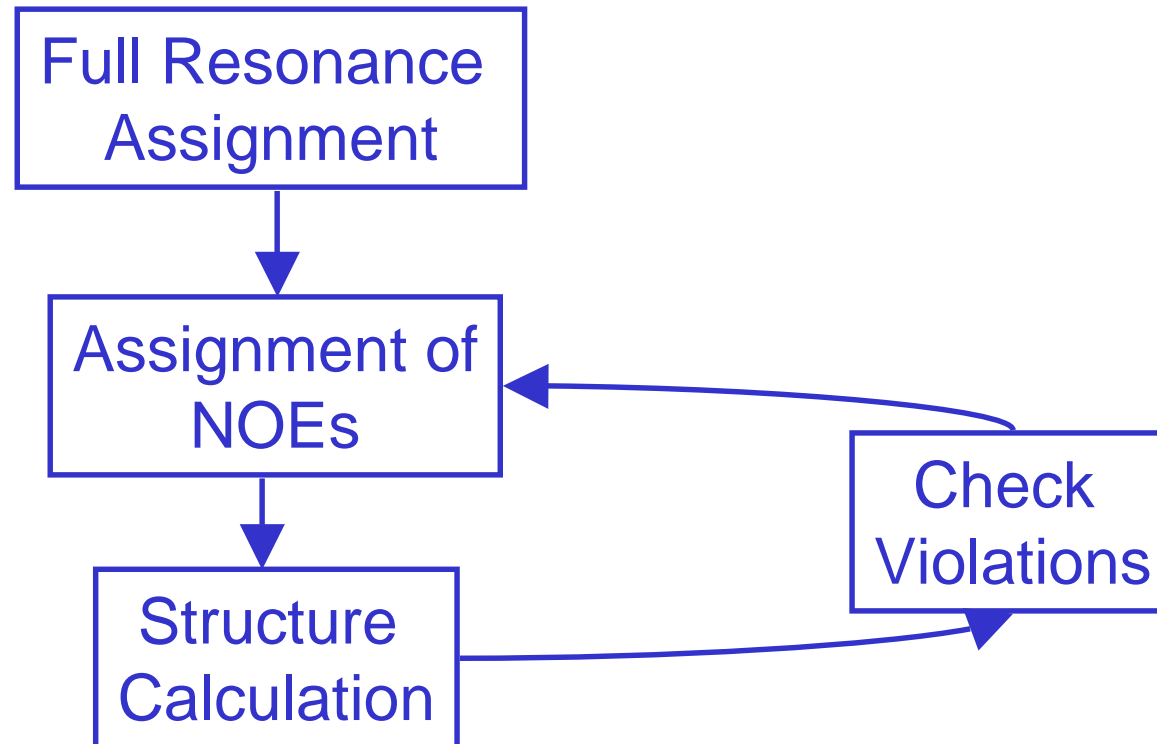 Full Resonance
Assignment
Assignment of
NOEs
Check
Violations
Structure
Calculation